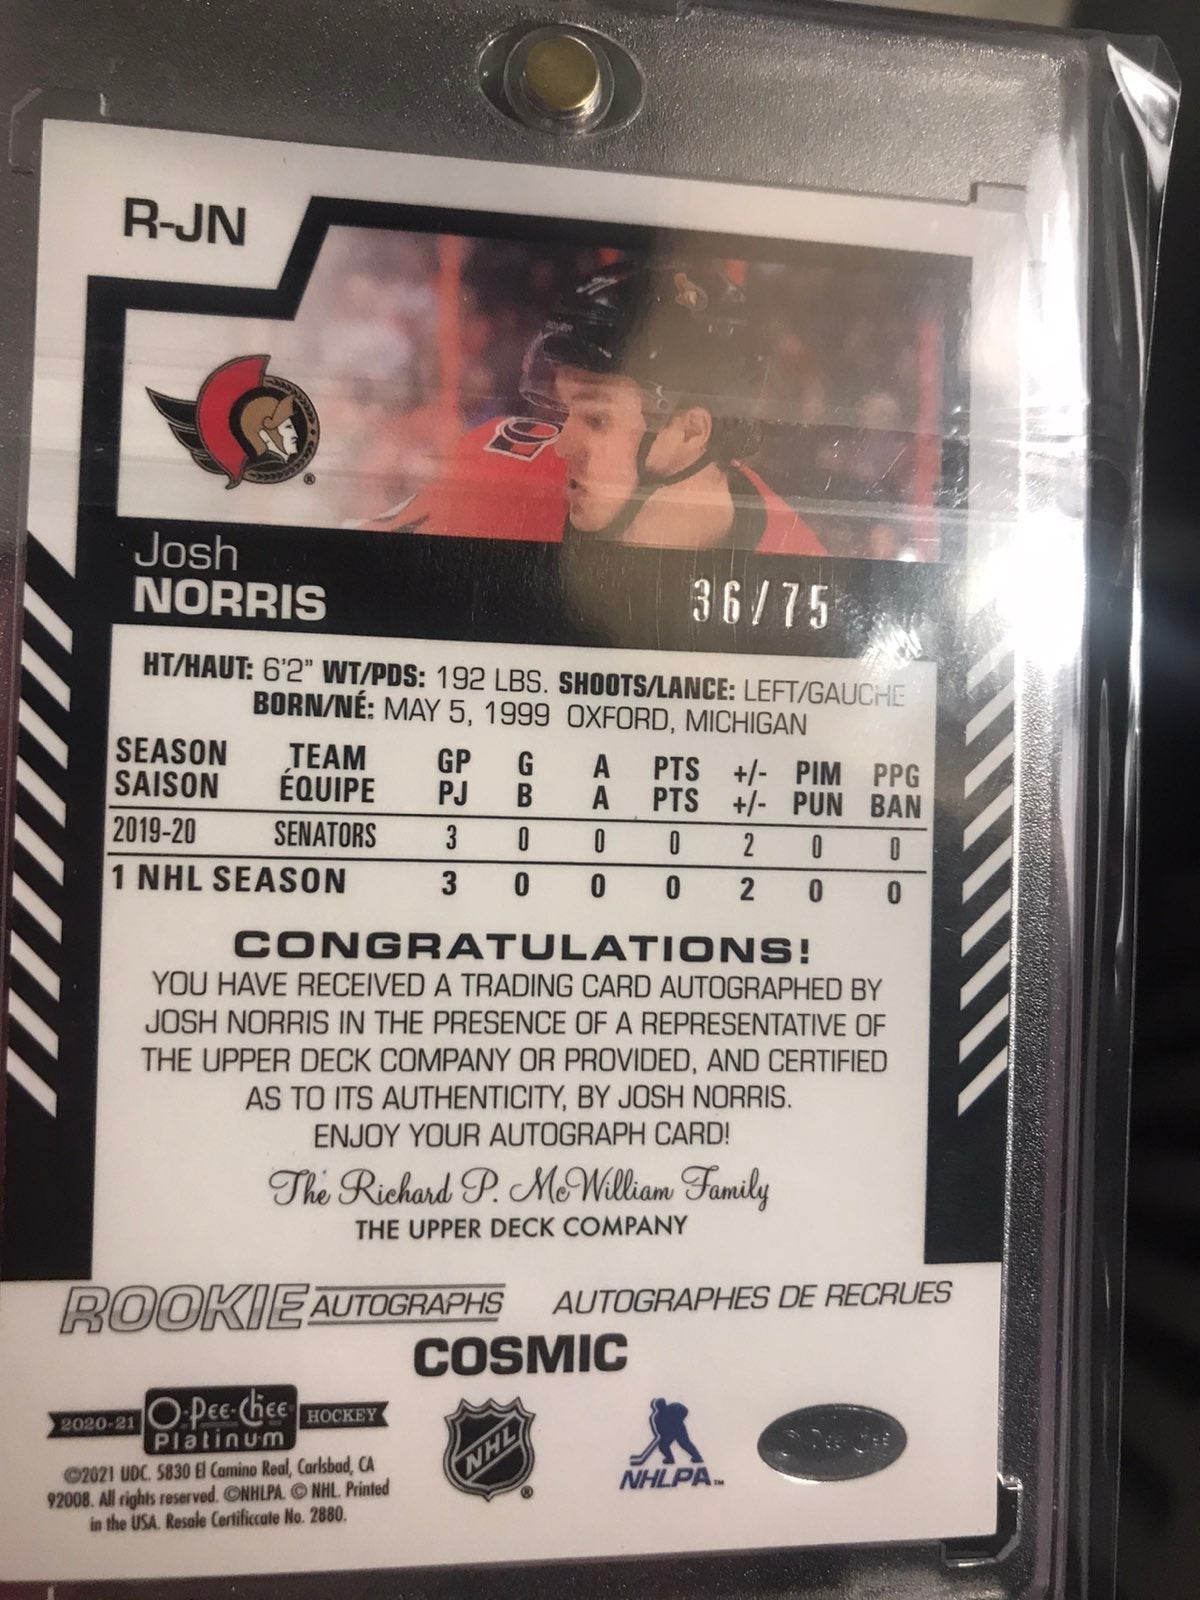 R-JN
Josh
NORRIS
36/75
HT/HAUT: 6'2" WT/PDS: 192 LBS. SHOOTS/LANCE: LEFT/GAUCHE
BORN/NÉ: MAY 5, 1999 OXFORD, MICHIGAN
SEASON TEAM GP G A PTS +/- PIM PPG
SAISON ÉQUIPE PJ B A PTS +/- PUN BAN
2019-20 SENATORS 3 0 0 0 2 0 0
1 NHL SEASON 3 0 0 0 2 0 0
CONGRATULATIONS!
YOU HAVE RECEIVED A TRADING CARD AUTOGRAPHED BY
JOSH NORRIS IN THE PRESENCE OF A REPRESENTATIVE OF
THE UPPER DECK COMPANY OR PROVIDED, AND CERTIFIED
AS TO ITS AUTHENTICITY, BY JOSH NORRIS.
ENJOY YOUR AUTOGRAPH CARD!
The Richard P. McWilliam Family
THE UPPER DECK COMPANY
ROOKIE AUTOGRAPHS AUTOGRAPHES DE RECRUES
COSMIC
2020-21 O-Pee-Chee HOCKEY
Platinum
NHL®
NHLPA™
O-Pee-Chee
©2021 UDC. 5830 El Camino Real, Carlsbad, CA
92008. All rights reserved. ©NHLPA. © NHL. Printed
in the USA. Resale Certificcate No. 2880.